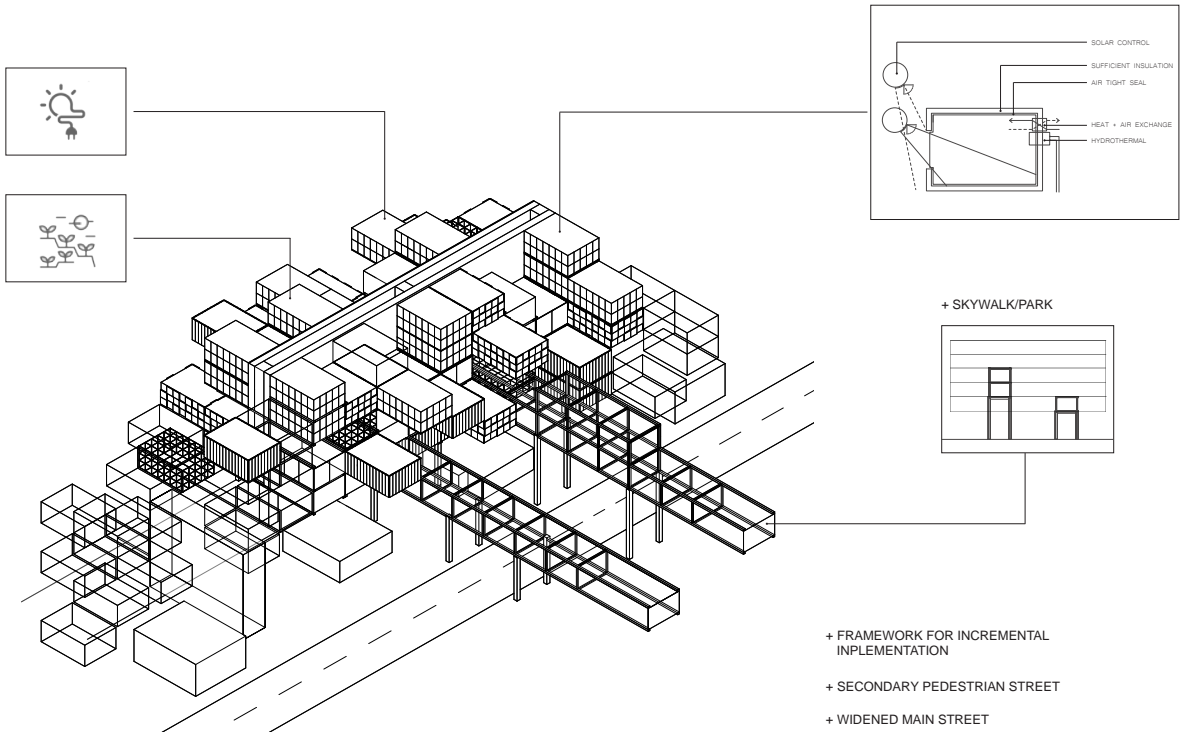 SOLAR CONTROL
SUFFICIENT INSULATION
AIR TIGHT SEAL
HEAT + AIR EXCHANGE
HYDROTHERMAL
+ SKYWALK/PARK
+ FRAMEWORK FOR INCREMENTAL
INPLEMENTATION
+ SECONDARY PEDESTRIAN STREET
+ WIDENED MAIN STREET